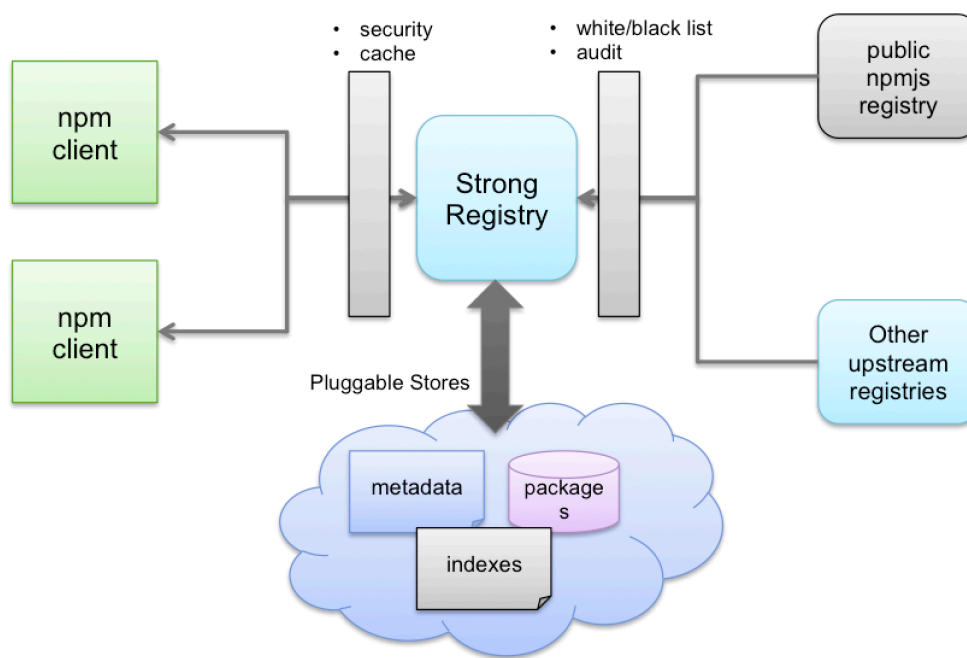 • security
• cache
• white/black list
• audit
public
npmjs
registry
npm
client
Strong
Registry
npm
client
Other
upstream
registries
Pluggable Stores
metadata
package
s
indexes